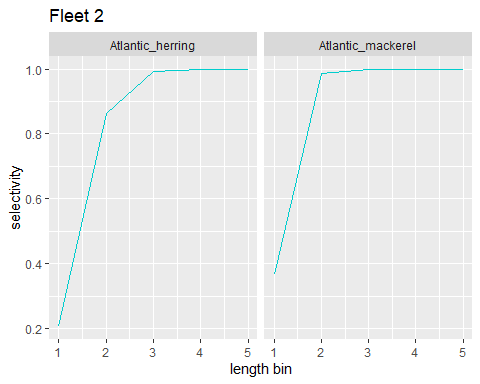 Fleet 2
Atlantic_herring Atlantic_mackerel
1.0
0.8
0.6
0.4
0.2
selectivity
1 2 3 4 5 1 2 3 4 5
length bin